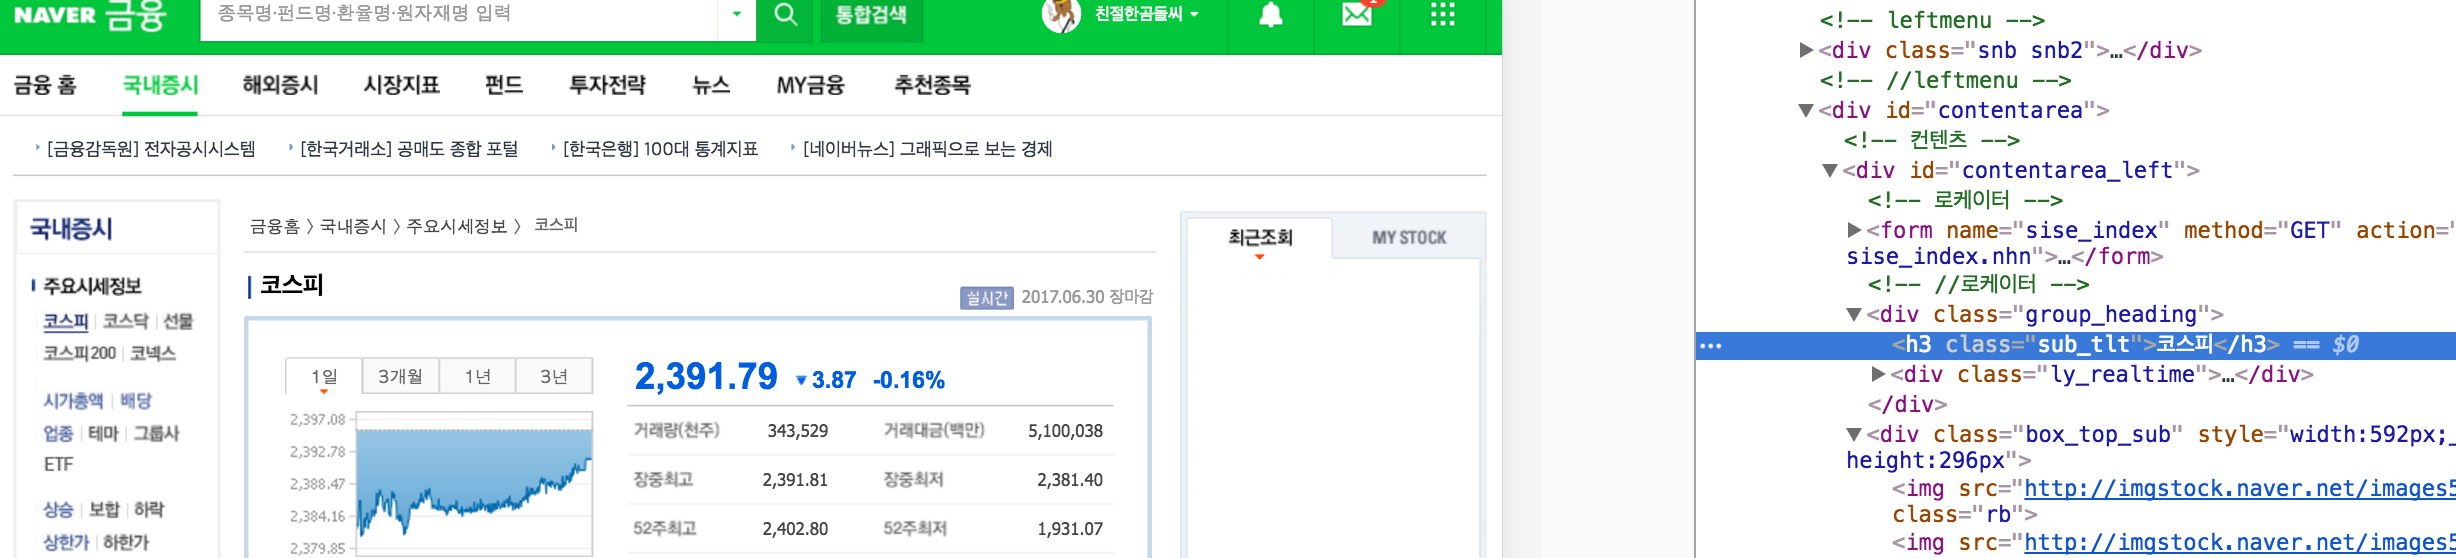 NAVER 금융
종목명·펀드명·환율명·원자재명 입력
통합검색
친절한곰돌씨
금융 홈 국내증시 해외증시 시장지표 펀드 투자전략 뉴스 MY금융 추천종목
[금융감독원] 전자공시시스템 [한국거래소] 공매도 종합 포털 [한국은행] 100대 통계지표 [네이버뉴스] 그래픽으로 보는 경제
국내증시
주요시세정보
코스피 | 코스닥 | 선물
코스피200 | 코넥스
시가총액 | 배당
업종 | 테마 | 그룹사
ETF
상승 | 보합 | 하락
상한가 | 하한가
금융홈 〉 국내증시 〉 주요시세정보 〉 코스피
코스피
실시간 2017.06.30 장마감
1일 3개월 1년 3년
2,397.08
2,392.78
2,388.47
2,384.16
2,379.85
2,391.79 ▼ 3.87 -0.16%
거래량(천주) 343,529 거래대금(백만) 5,100,038
장중최고 2,391.81 장중최저 2,381.40
52주최고 2,402.80 52주최저 1,931.07
최근조회 MY STOCK
<!-- leftmenu -->
▶<div class="snb snb2">…</div>
<!-- //leftmenu -->
▼<div id="contentarea">
<!-- 컨텐츠 -->
▼<div id="contentarea_left">
<!-- 로케이터 -->
▶<form name="sise_index" method="GET" action="
sise_index.nhn">…</form>
<!-- //로케이터 -->
▼<div class="group_heading">
<h3 class="sub_tlt">코스피</h3> == $0
▶<div class="ly_realtime">…</div>
</div>
▼<div class="box_top_sub" style="width:592px;_
height:296px">
<img src="http://imgstock.naver.net/images5
class="rb">
<img src="http://imgstock.naver.net/images5